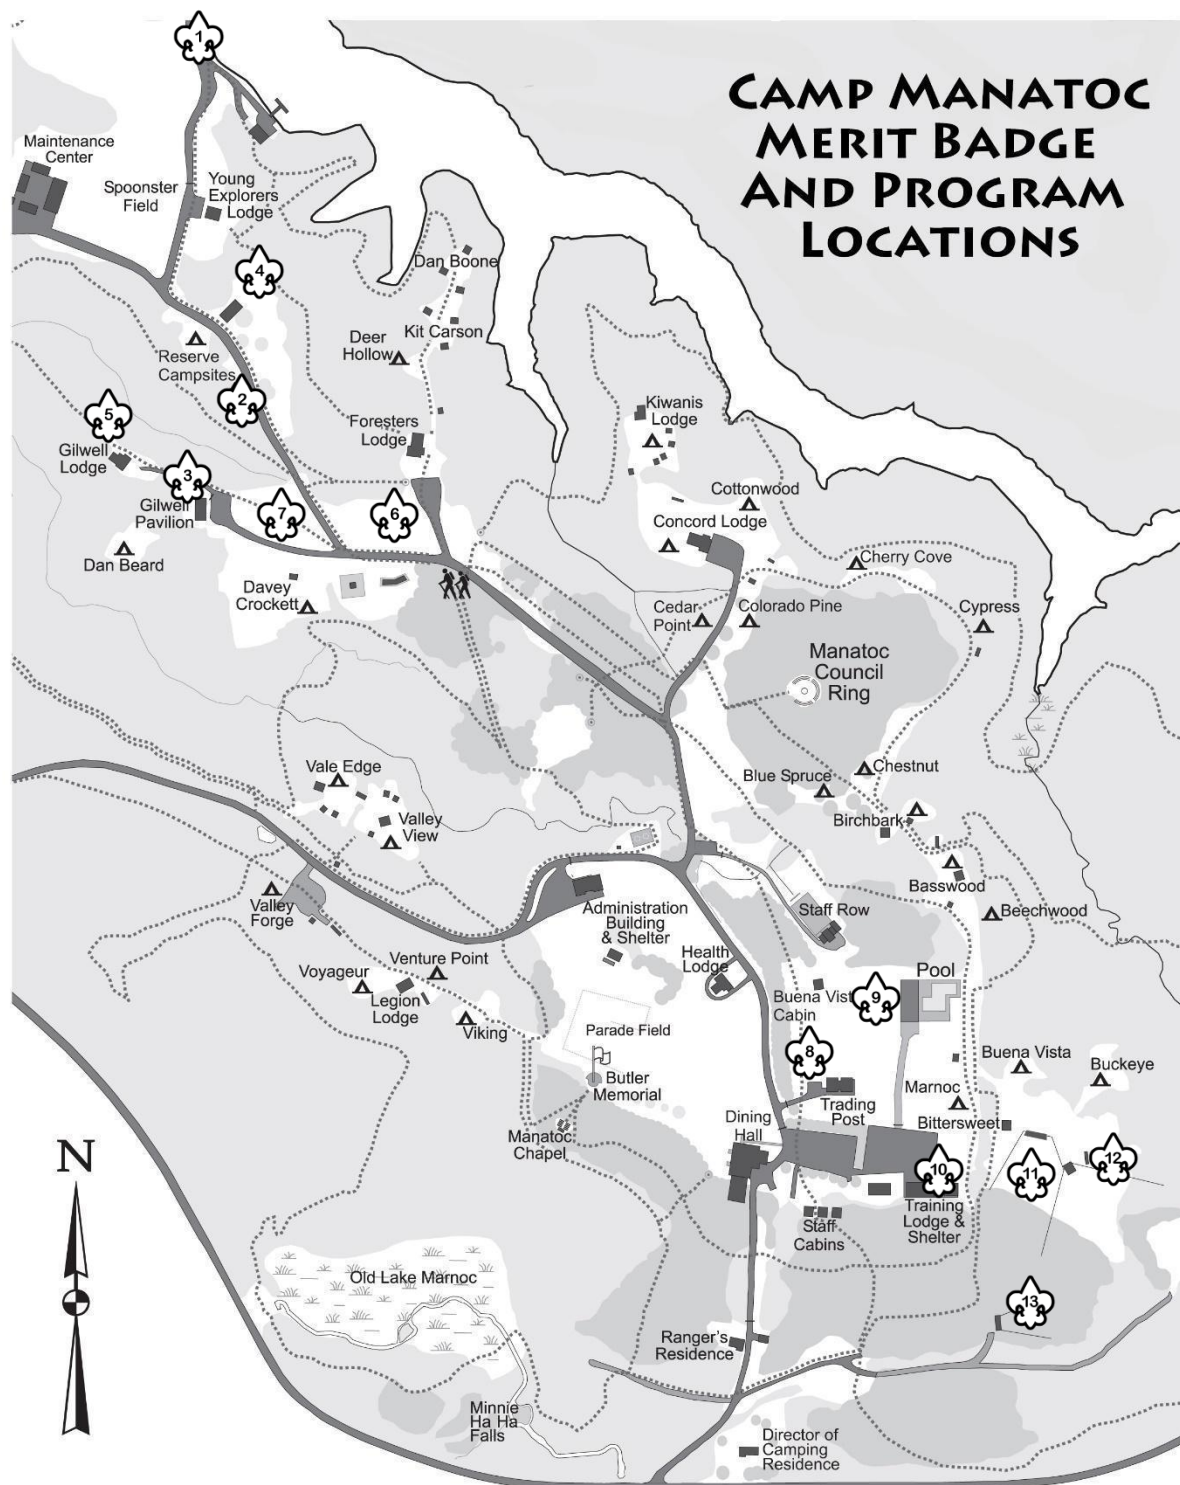 1
CAMP MANATOC
MERIT BADGE
AND PROGRAM
LOCATIONS
Maintenance
Center
Spoonster
Field
Young
Explorers
Lodge
4
Dan Boone
Kit Carson
Deer
Hollow
Reserve
Campsites
2
5
Gilwell
Lodge
3
Gilwell
Pavilion
7
6
Foresters
Lodge
Kiwanis
Lodge
Cottonwood
Concord Lodge
Dan Beard
Davey
Crockett
Cherry Cove
Cedar
Point
Colorado Pine
Cypress
Manatoc
Council
Ring
Vale Edge
Valley
View
Blue Spruce
Chestnut
Birchbark
Basswood
Beechwood
Valley
Forge
Administration
Building
& Shelter
Staff Row
Health
Lodge
Voyageur
Venture Point
Legion
Lodge
Viking
Pool
9
Buena Vist
Cabin
Parade Field
8
Butler
Memorial
Trading
Post
Marnoc
Bittersweet
Buena Vista
Buckeye
Manatoc
Chapel
Dining
Hall
10
11
12
Training
Lodge &
Shelter
Staff
Cabins
N
Old Lake Marnoc
13
Ranger's
Residence
Minnie
Ha Ha
Falls
Director of
Camping
Residence